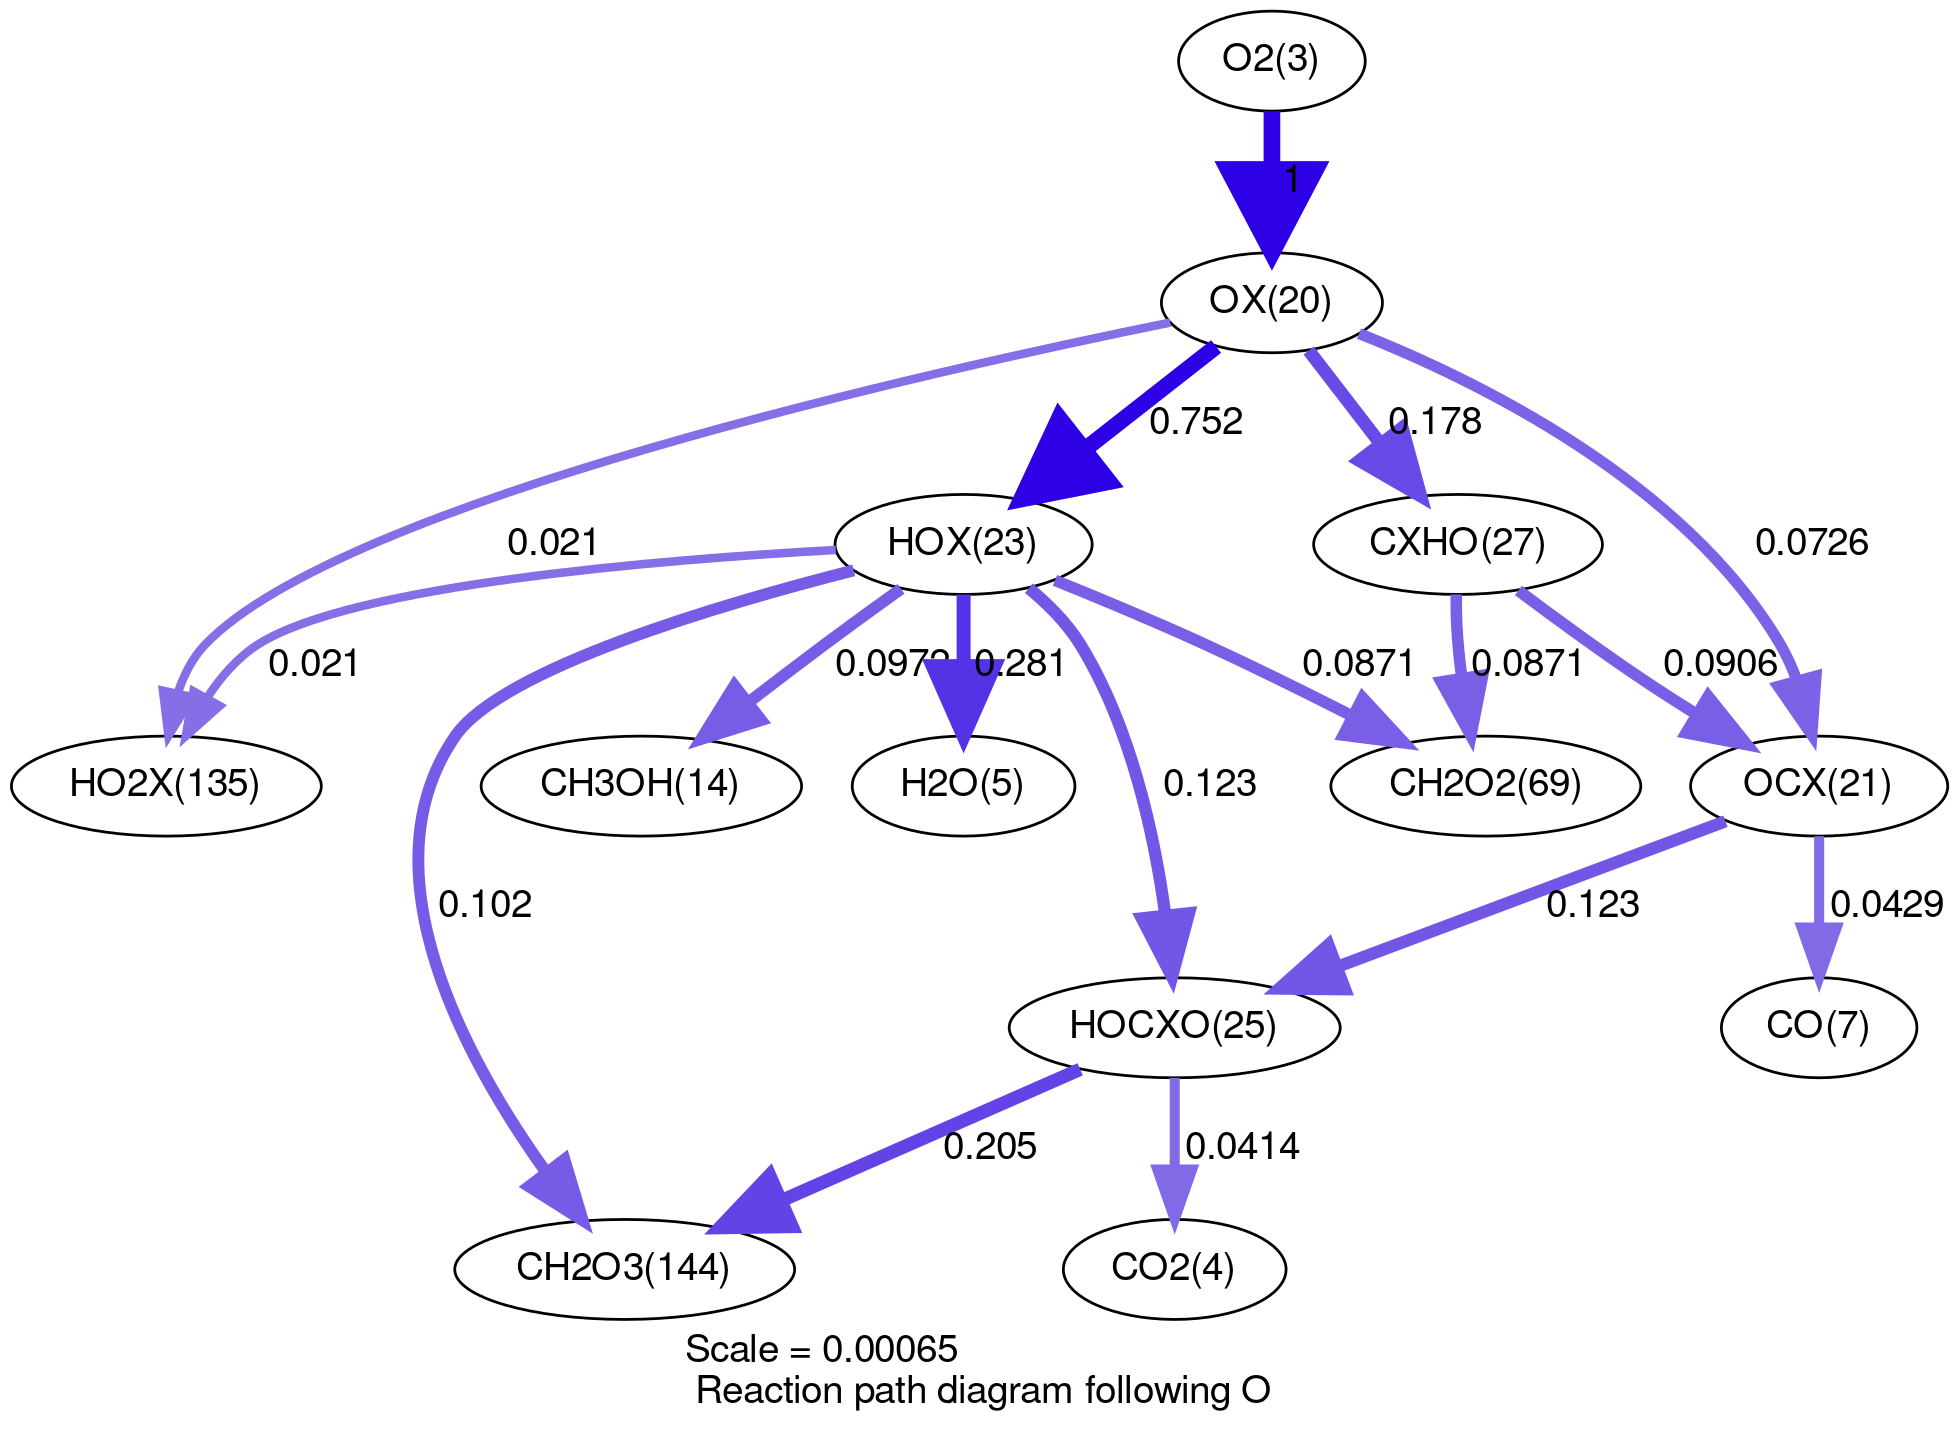 O2(3)
1
OX(20)
0.752
0.178
0.021
HOX(23)
CXHO(27)
0.0726
0.021
0.281
0.0871
0.0871
0.0906
HO2X(135)
CH3OH(14)
H2O(5)
0.123
CH2O2(69)
OCX(21)
0.102
0.123
0.0429
HOCXO(25)
CO(7)
0.205
0.0414
CH2O3(144)
CO2(4)
Scale = 0.00065
Reaction path diagram following O